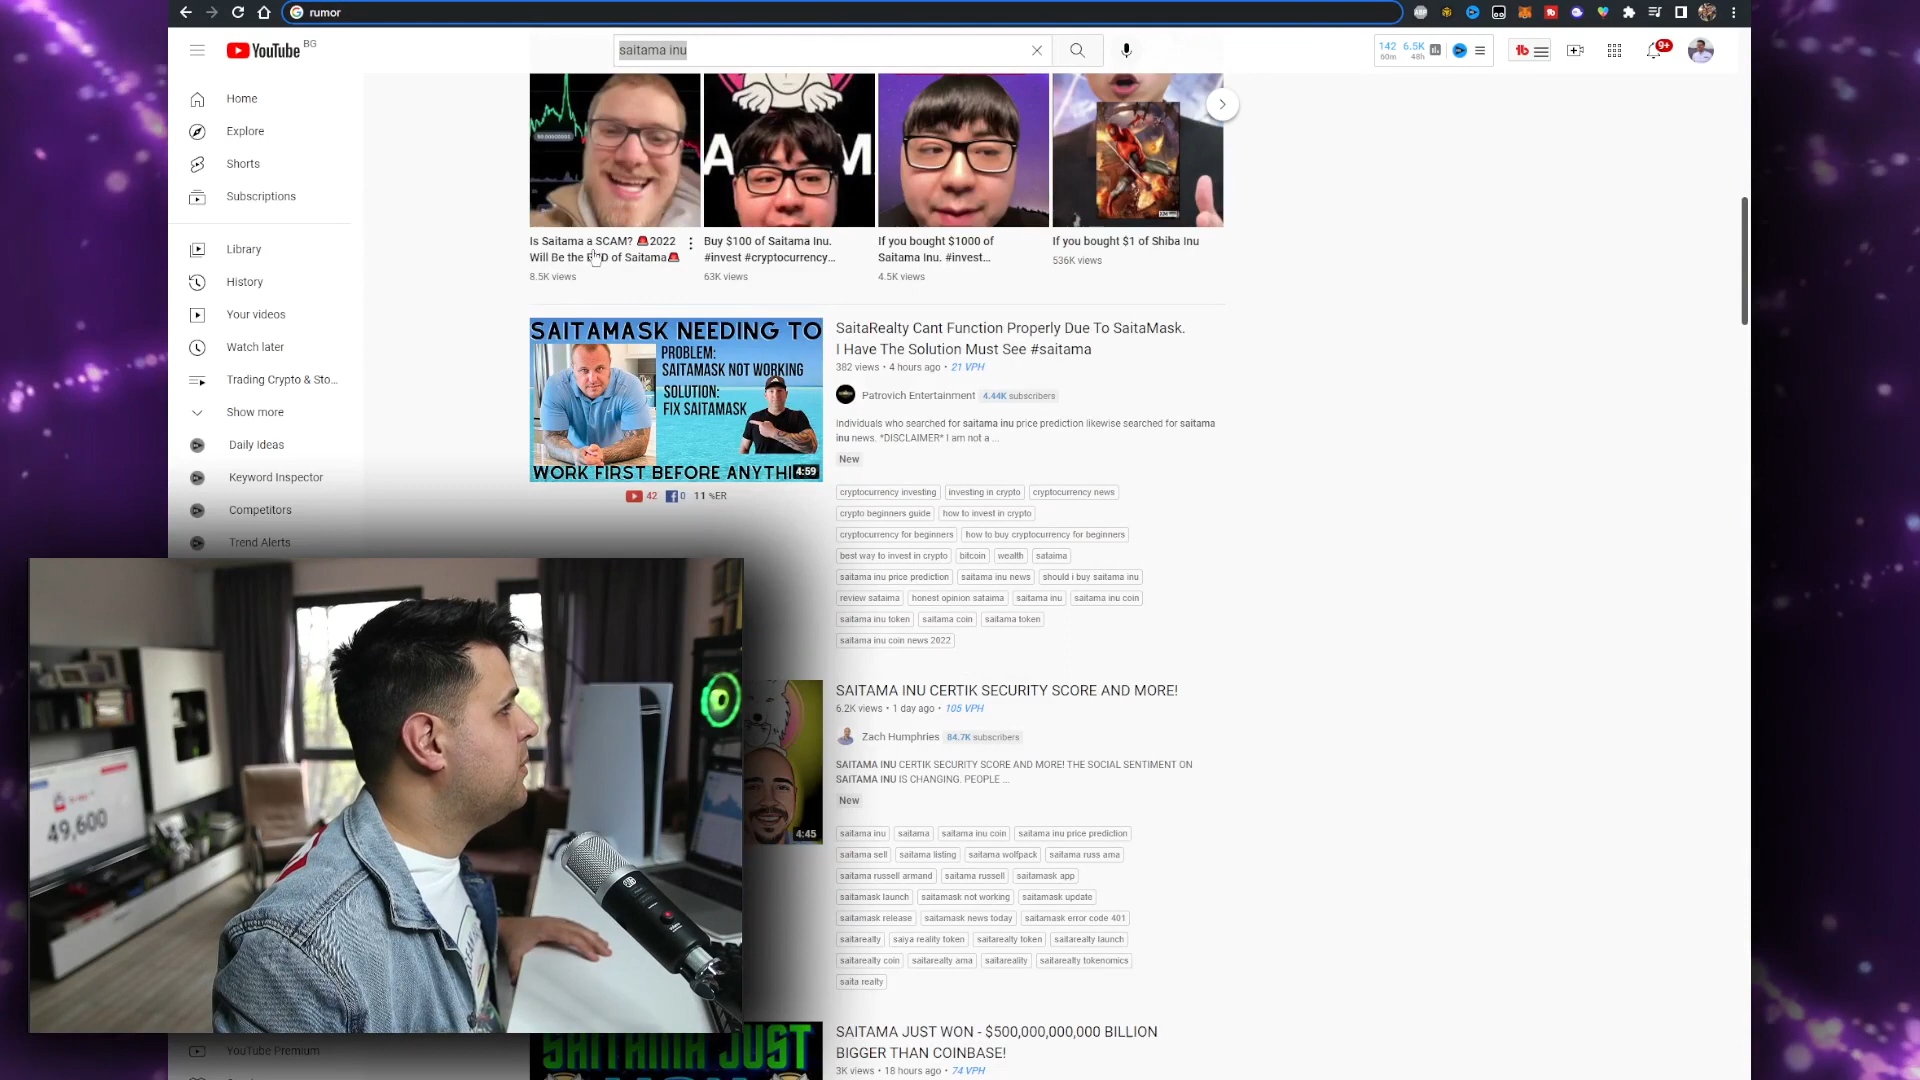 rumor
YouTube BG
saitama inu
142 6.5K
60m 48h
9+
Home
Explore
Shorts
Subscriptions
Library
History
Your videos
Watch later
Trading Crypto & Sto...
Show more
Daily Ideas
Keyword Inspector
Competitors
Trend Alerts
YouTube Premium
Is Saitama a SCAM? 🚨2022
Will Be the END of Saitama🚨
8.5K views
Buy $100 of Saitama Inu.
#invest #cryptocurrency...
63K views
If you bought $1000 of
Saitama Inu. #invest...
4.5K views
If you bought $1 of Shiba Inu
536K views
SAITAMASK NEEDING TO
PROBLEM:
SAITAMASK NOT WORKING
SOLUTION:
FIX SAITAMASK
WORK FIRST BEFORE ANYTHI
4:59
42 0 11 %ER
SaitaRealty Cant Function Properly Due To SaitaMask.
I Have The Solution Must See #saitama
382 views • 4 hours ago • 21 VPH
Patrovich Entertainment 4.44K subscribers
Individuals who searched for saitama inu price prediction likewise searched for saitama
inu news. *DISCLAIMER* I am not a ...
New
cryptocurrency investing investing in crypto cryptocurrency news
crypto beginners guide how to invest in crypto
cryptocurrency for beginners how to buy cryptocurrency for beginners
best way to invest in crypto bitcoin wealth sataima
saitama inu price prediction saitama inu news should i buy saitama inu
review sataima honest opinion sataima saitama inu saitama inu coin
saitama inu token saitama coin saitama token
saitama inu coin news 2022
4:45
SAITAMA INU CERTIK SECURITY SCORE AND MORE!
6.2K views • 1 day ago • 105 VPH
Zach Humphries 84.7K subscribers
SAITAMA INU CERTIK SECURITY SCORE AND MORE! THE SOCIAL SENTIMENT ON
SAITAMA INU IS CHANGING. PEOPLE ...
New
saitama inu saitama saitama inu coin saitama inu price prediction
saitama sell saitama listing saitama wolfpack saitama russ ama
saitama russell armand saitama russell saitamask app
saitamask launch saitamask not working saitamask update
saitamask release saitamask news today saitamask error code 401
saitarealty saiya reality token saitarealty token saitarealty launch
saitarealty coin saitarealty ama saitareality saitarealty tokenomics
saita realty
SAITAMA JUST
SAITAMA JUST WON - $500,000,000,000 BILLION
BIGGER THAN COINBASE!
3K views • 18 hours ago • 74 VPH
49,600